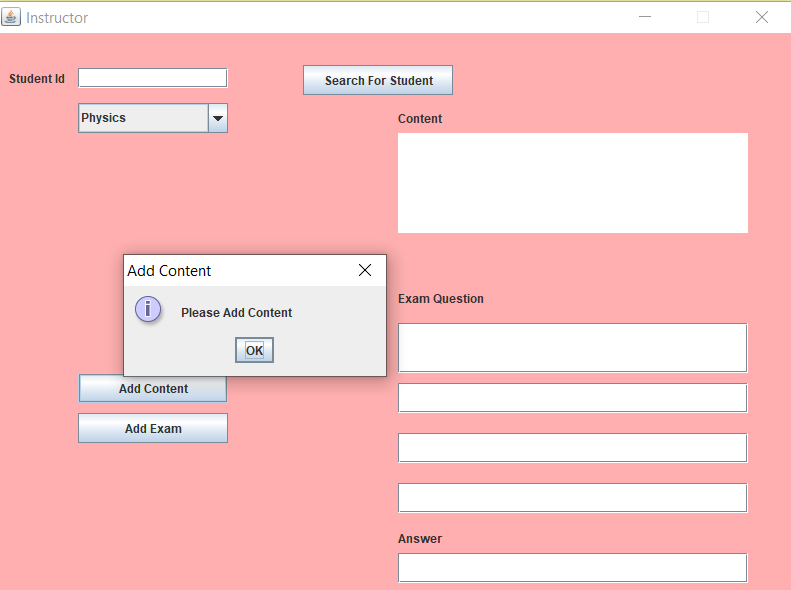 Instructor
Student Id
Search For Student
Physics
Content
Add Content
Please Add Content
OK
Exam Question
Add Content
Add Exam
Answer